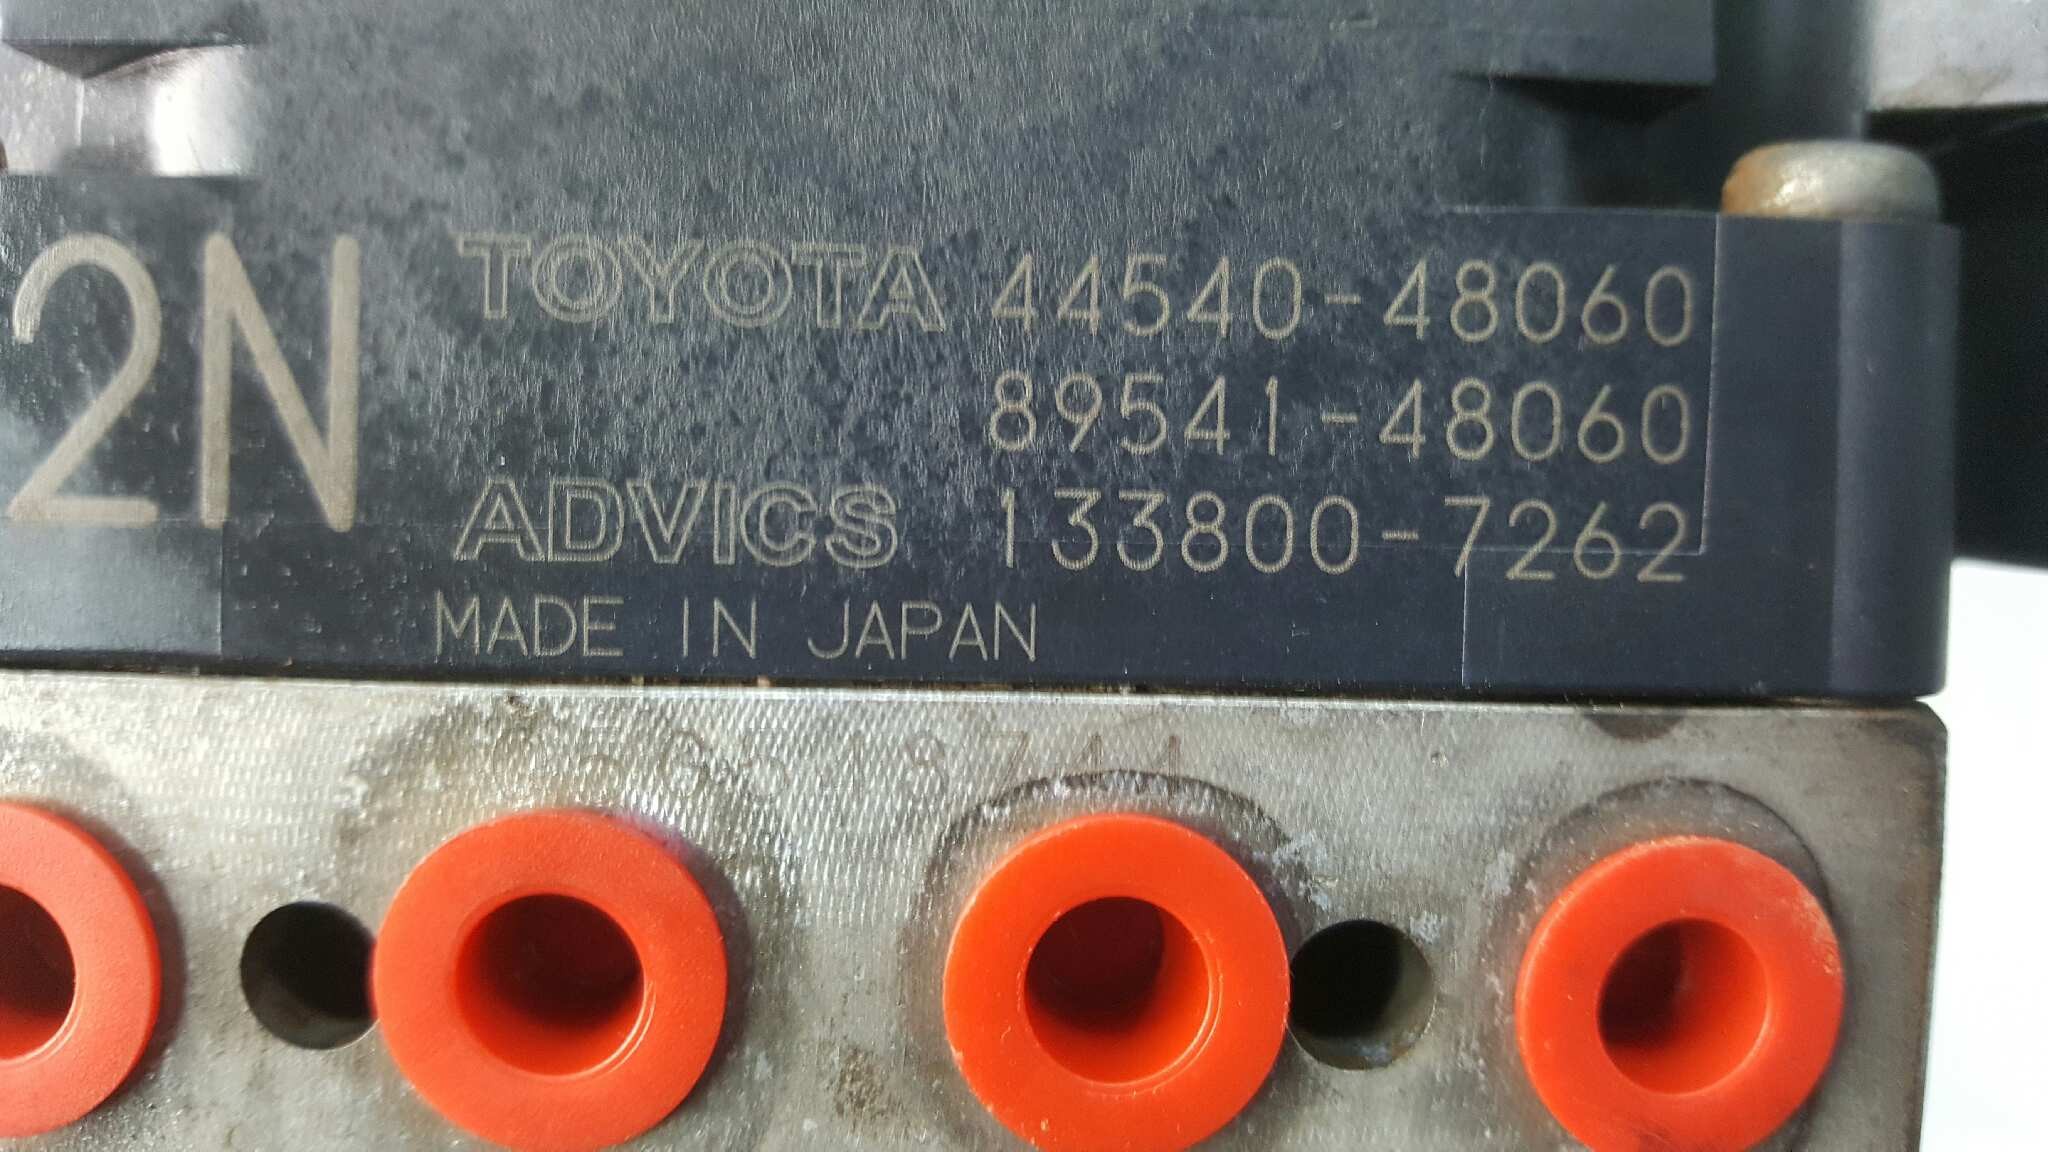 2N
TOYOTA 44540-48060
89541-48060
ADVICS 133800-7262
MADE IN JAPAN